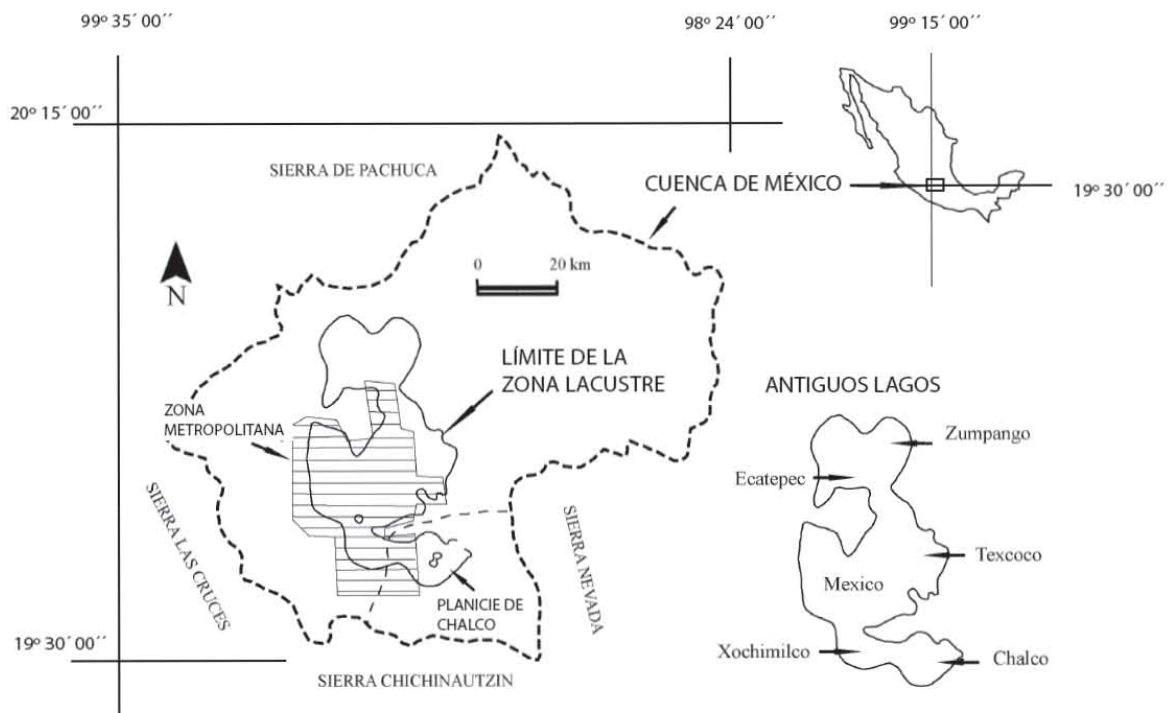 99º 35´ 00´´
98º 24´ 00´´
99º 15´ 00´´
20º 15´ 00´´
SIERRA DE PACHUCA
CUENCA DE MÉXICO
19º 30´ 00´´
0 20 km
N
LÍMITE DE LA
ZONA LACUSTRE
ANTIGUOS LAGOS
ZONA
METROPOLITANA
Zumpango
Ecatepec
SIERRA LAS CRUCES
SIERRA NEVADA
Texcoco
Mexico
PLANICIE DE
CHALCO
Xochimilco
Chalco
19º 30´ 00´´
SIERRA CHICHINAUTZIN